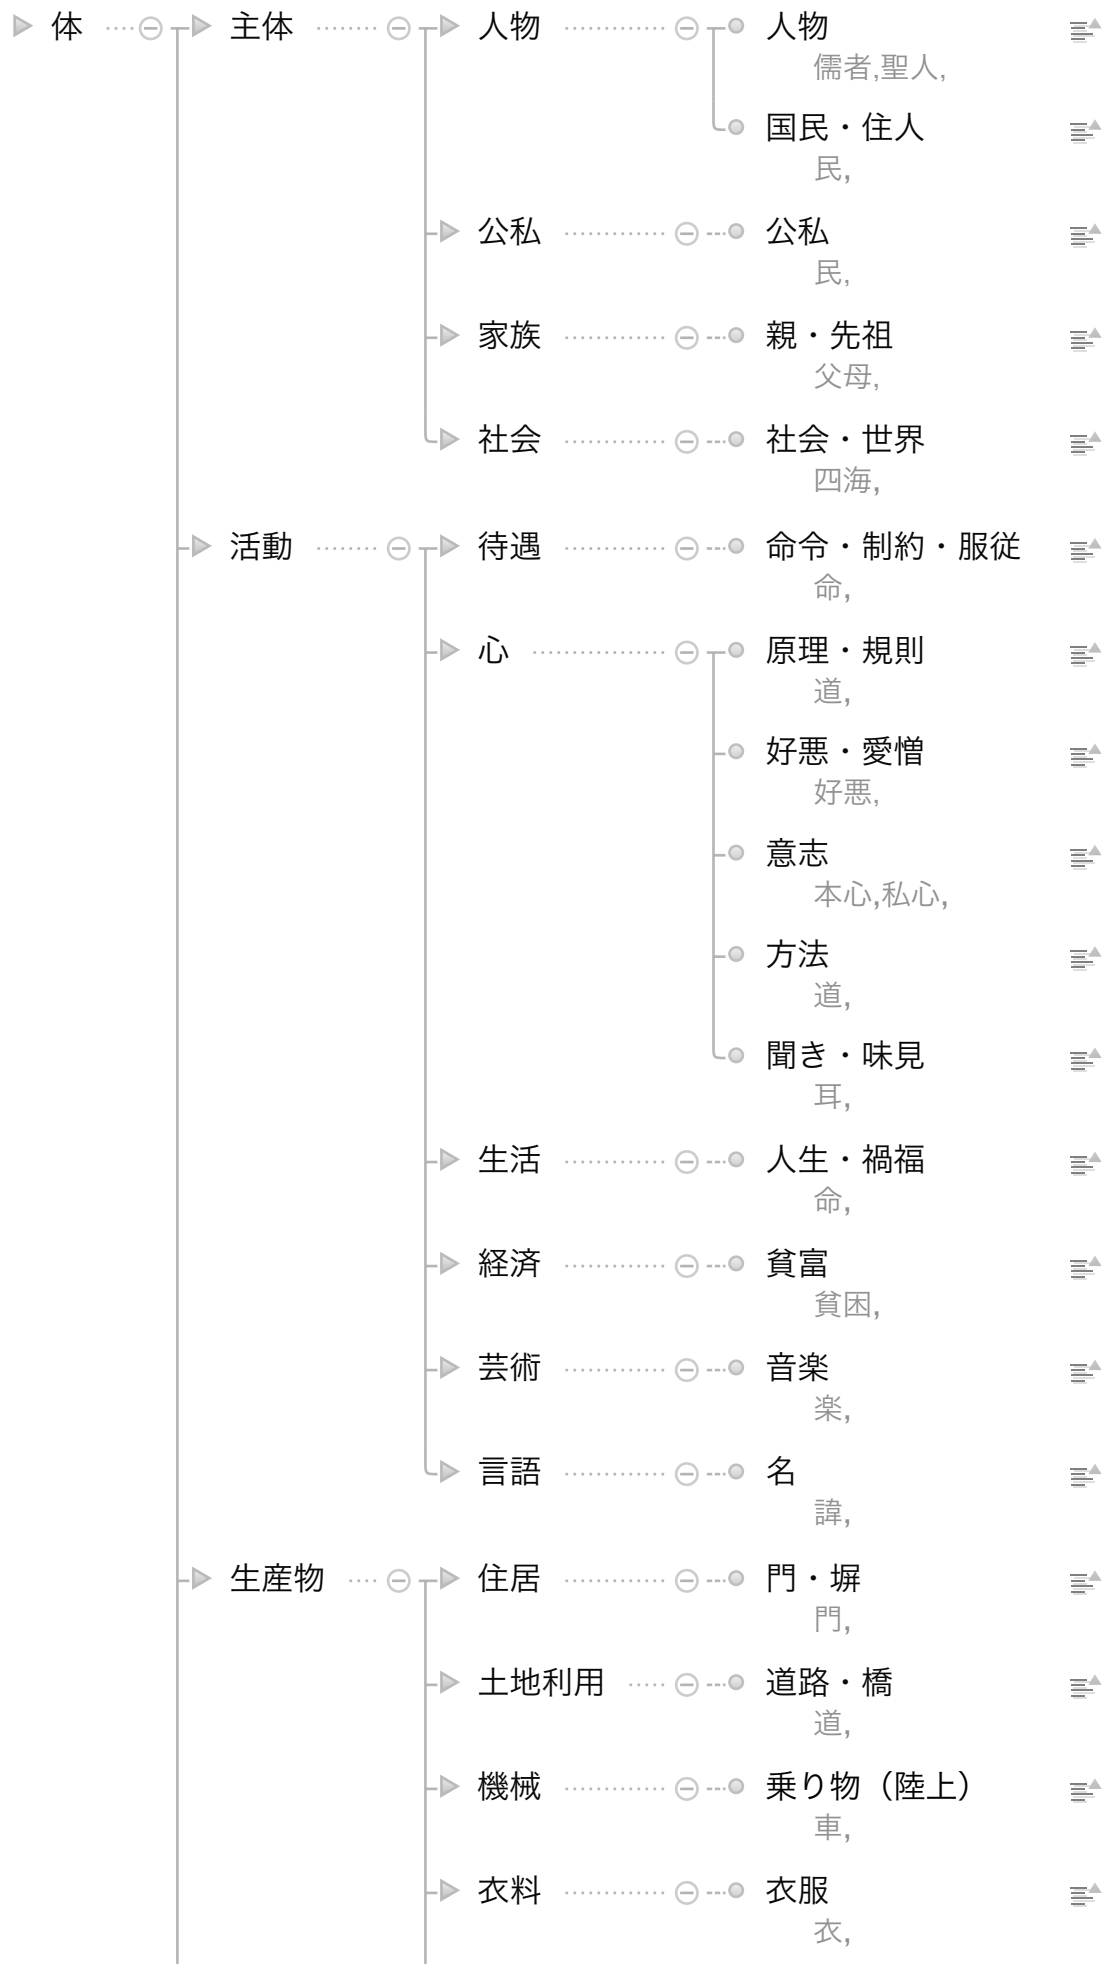 体 主体 人物 人物
儒者,聖人,
国民・住人
民,
公私 公私
民,
家族 親・先祖
父母,
社会 社会・世界
四海,
活動 待遇 命令・制約・服従
命,
心 原理・規則
道,
好悪・愛憎
好悪,
意志
本心,私心,
方法
道,
聞き・味見
耳,
生活 人生・禍福
命,
経済 貧富
貧困,
芸術 音楽
楽,
言語 名
諱,
生産物 住居 門・塀
門,
土地利用 道路・橋
道,
機械 乗り物（陸上）
車,
衣料 衣服
衣,